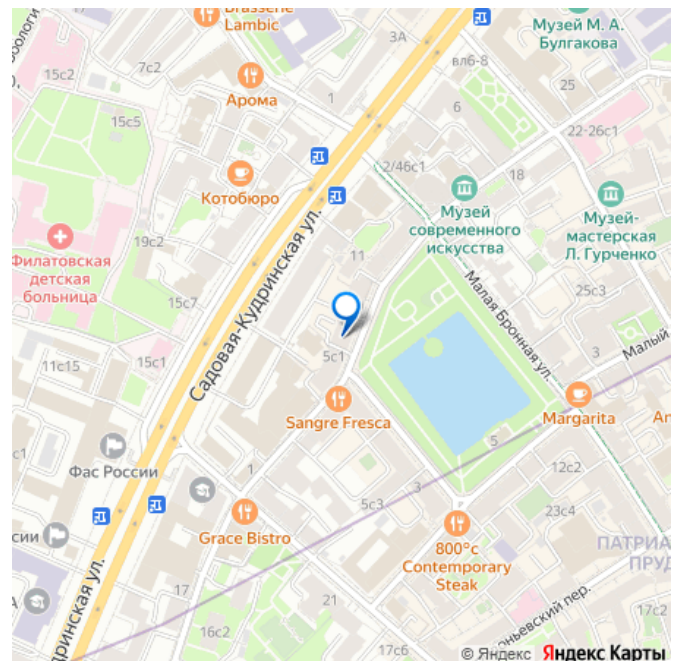 Brasserie
Lambic
3А
вл6-8
Музей М. А.
Булгакова
15с2
7с2
25
Арома
1
6
15с5
22-26с1
2/46с1
18
Котобюро
Музей
современного
искусства
Музей-
мастерская
Л. Гурченко
19с2
11
Филатовская
детская
больница
Садовая-Кудринская ул.
Малая Бронная ул.
25с3
15с7
3
Малый
11с15
15с1
5с1
Sangre Fresca
Margarita
5
Фас России
1
12с2
5с3
3
23с4
Grace Bistro
800°с
Contemporary
Steak
ПАТРИА
ПРУД
17
3
16с2
17с2
17с6
© Яндекс Яндекс Карты